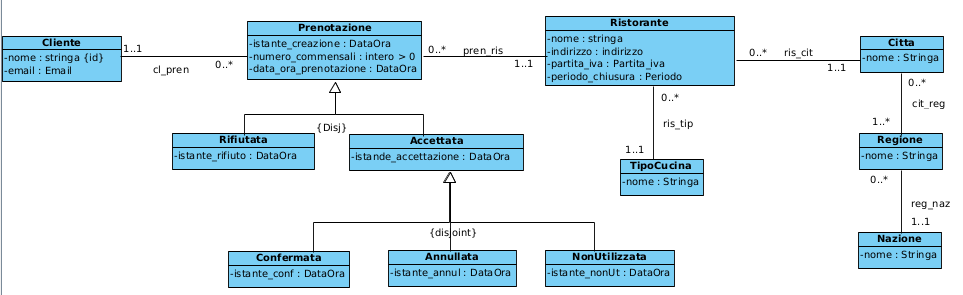 Cliente
-nome : stringa {id}
-email : Email
1..1
cl_pren
0..*
Prenotazione
-istante_creazione : DataOra
-numero_commensali : intero > 0
-data_ora_prenotazione : DataOra
0..*
pren_ris
1..1
Ristorante
-nome : stringa
-indirizzo : indirizzo
-partita_iva : Partita_iva
-periodo_chiusura : Periodo
0..*
ris_cit
1..1
Citta
-nome : Stringa
0..*
cit_reg
1..*
Regione
-nome : Stringa
0..*
reg_naz
1..1
Nazione
-nome : Stringa
0..*
ris_tip
1..1
TipoCucina
-nome : Stringa
{Disj}
Rifiutata
-istante_rifiuto : DataOra
Accettata
-istande_accettazione : DataOra
{disjoint}
Confermata
-istante_conf : DataOra
Annullata
-istante_annul : DataOra
NonUtilizzata
-istante_nonUt : DataOra